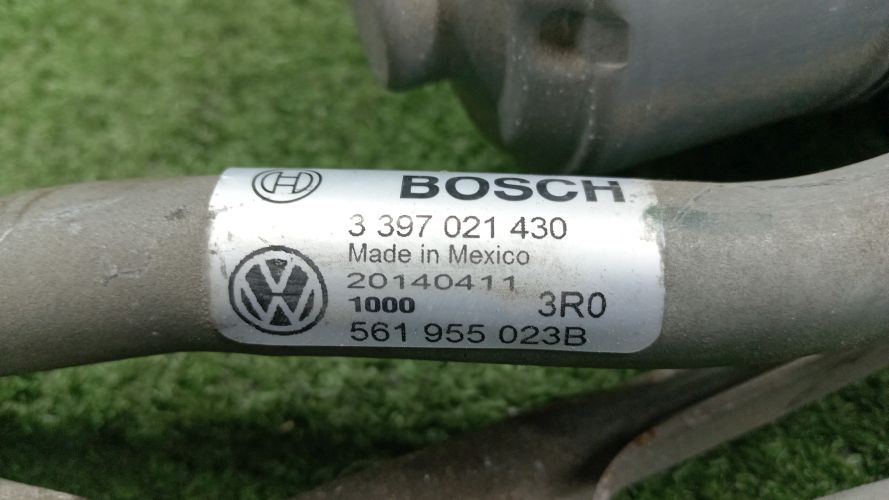 BOSCH
3 397 021 430
Made in Mexico
20140411
1000 3R0
561 955 023B